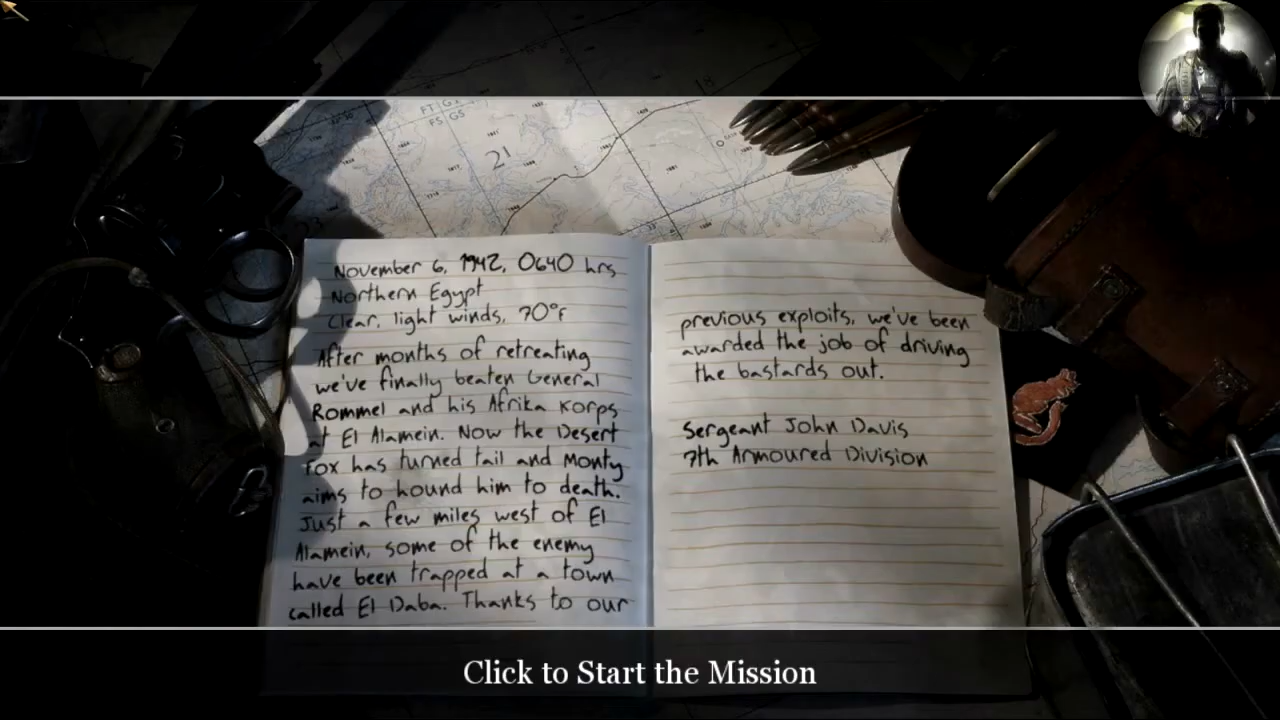 November 6, 1942, 0640 hrs
Northern Egypt
Clear, light winds, 70°F
After months of retreating
we've finally beaten General
Rommel and his Afrika Korps
at El Alamein. Now the Desert
Fox has turned tail and Monty
aims to hound him to death.
Just a few miles west of El
Alamein, some of the enemy
have been trapped at a town
called El Daba. Thanks to our
previous exploits, we've been
awarded the job of driving
the bastards out.
Sergeant John Davis
7th Armoured Division
21
Click to Start the Mission